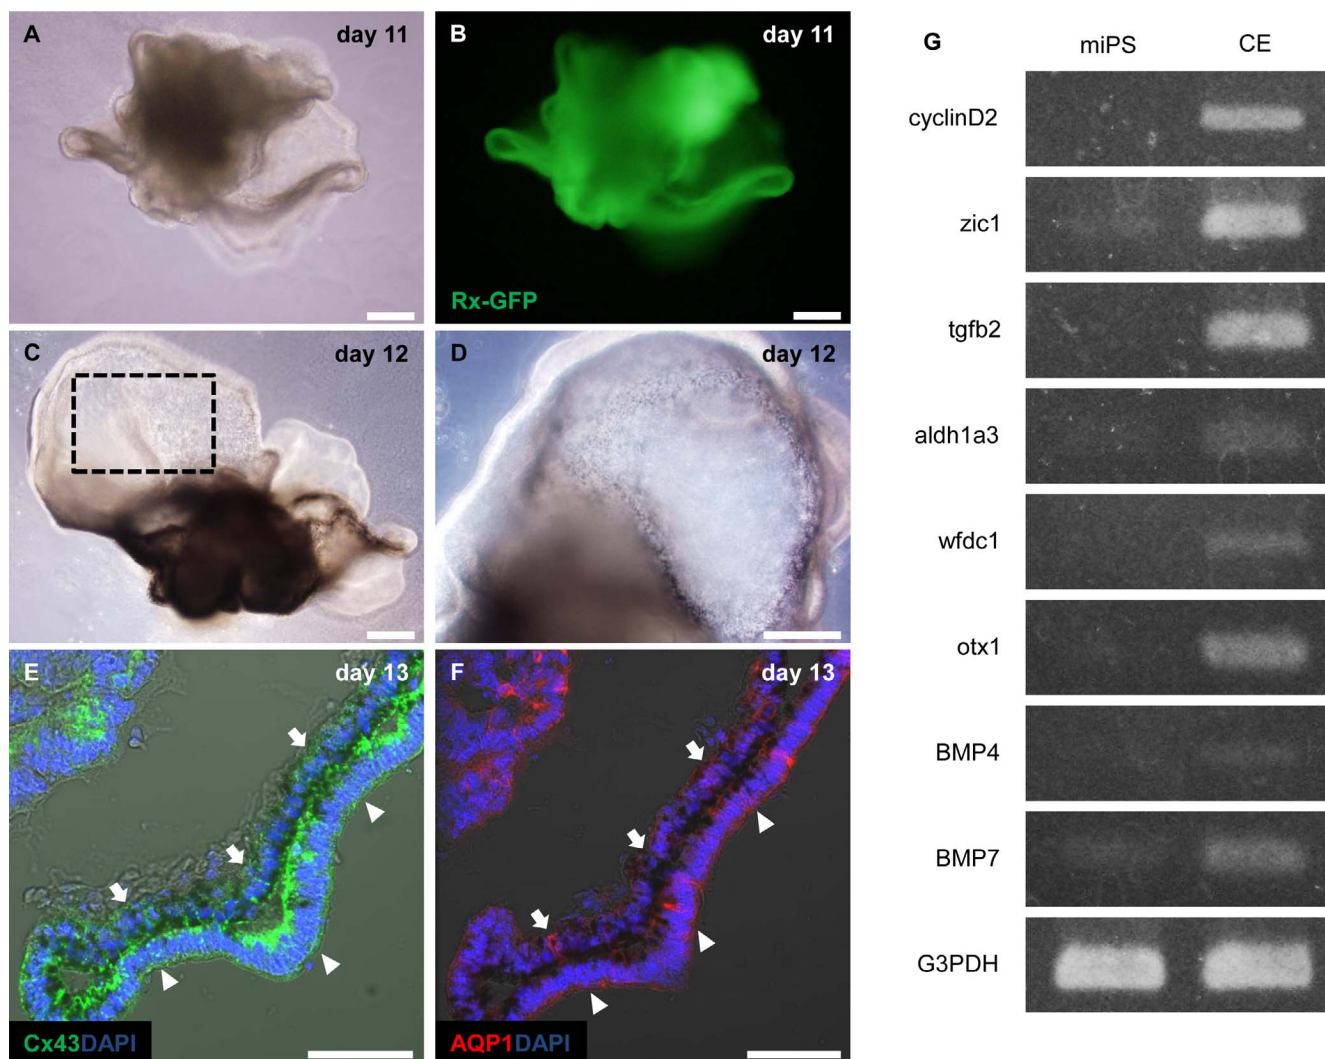 A day 11
B day 11
Rx-GFP
C day 12
D day 12
E day 13
Cx43DAPI
F day 13
AQP1DAPI
G miPS CE
cyclinD2
zic1
tgfb2
aldh1a3
wfdc1
otx1
BMP4
BMP7
G3PDH